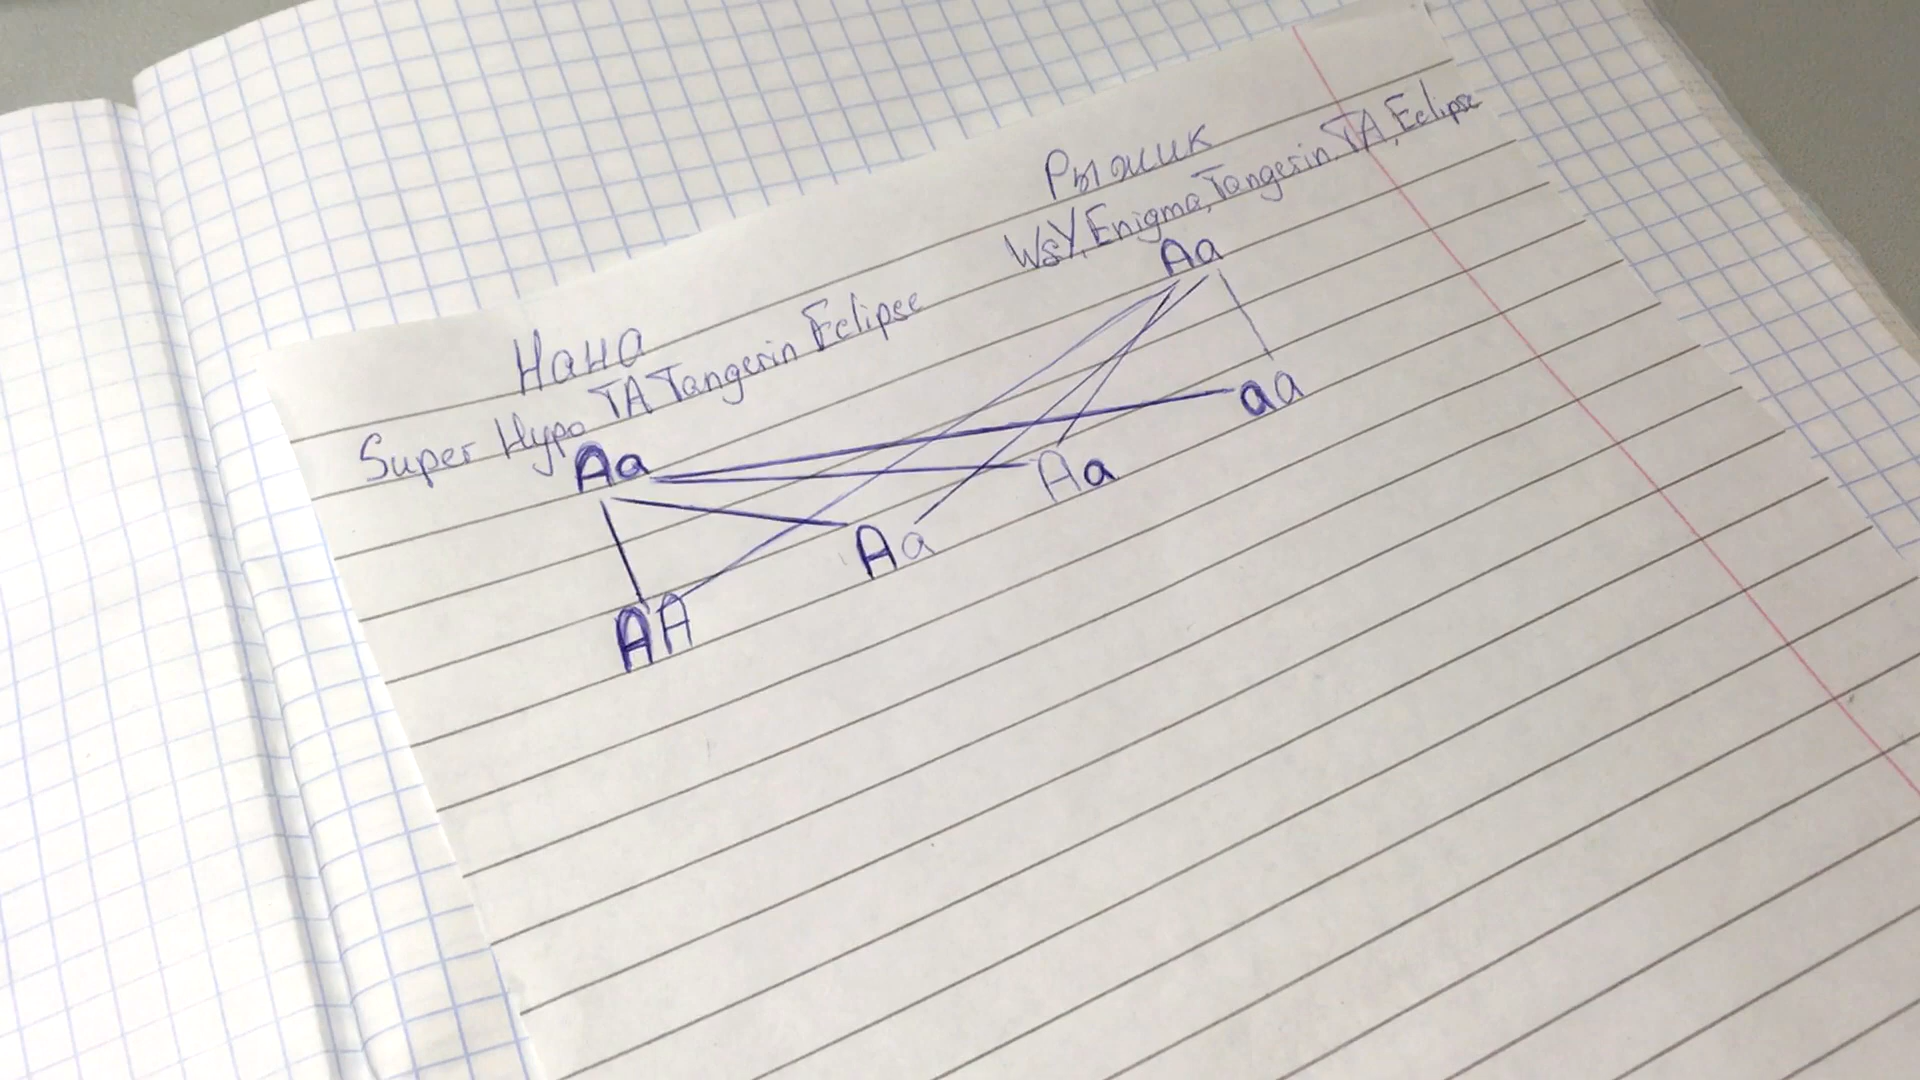 Рыжик
WsY, Enigma, Tangerin, TA, Eclipse
Aa
Нана
Super Hypo TA Tangerin Eclipse
Aa
aa
Aa
Aa
AA